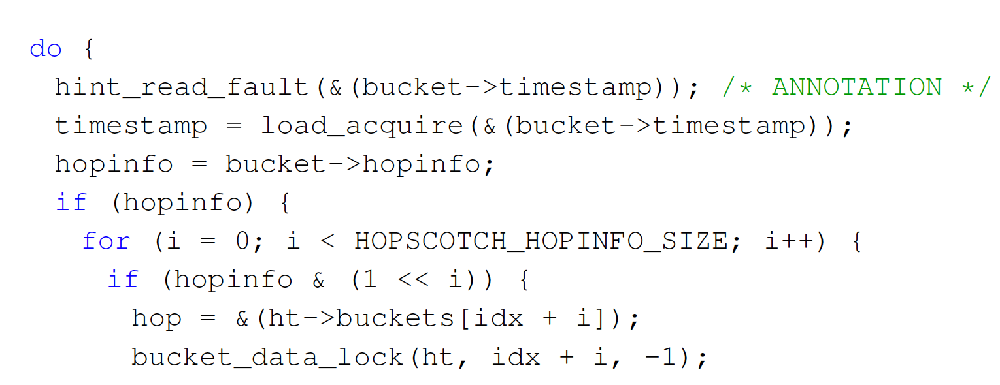 do {
hint_read_fault(&(bucket->timestamp)); /* ANNOTATION */
timestamp = load_acquire(&(bucket->timestamp));
hopinfo = bucket->hopinfo;
if (hopinfo) {
for (i = 0; i < HOPSCOTCH_HOPINFO_SIZE; i++) {
if (hopinfo & (1 << i)) {
hop = &(ht->buckets[idx + i]);
bucket_data_lock(ht, idx + i, -1);